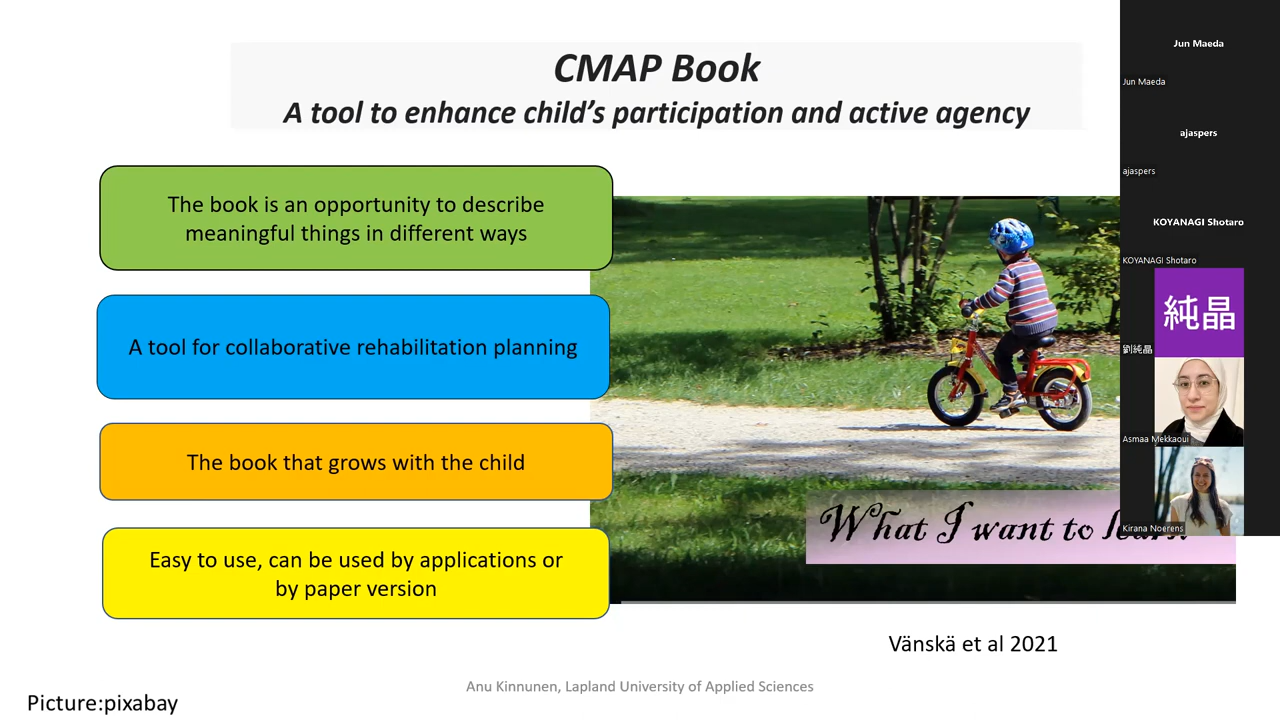 CMAP Book
A tool to enhance child's participation and active agency
The book is an opportunity to describe
meaningful things in different ways
A tool for collaborative rehabilitation planning
The book that grows with the child
Easy to use, can be used by applications or
by paper version
What I want to learn
Vänskä et al 2021
Anu Kinnunen, Lapland University of Applied Sciences
Picture:pixabay
Jun Maeda
Jun Maeda
ajaspers
ajaspers
KOYANAGI Shotaro
KOYANAGI Shotaro
純晶
劉純晶
Asmaa Mekkaoui
Kirana Noerens